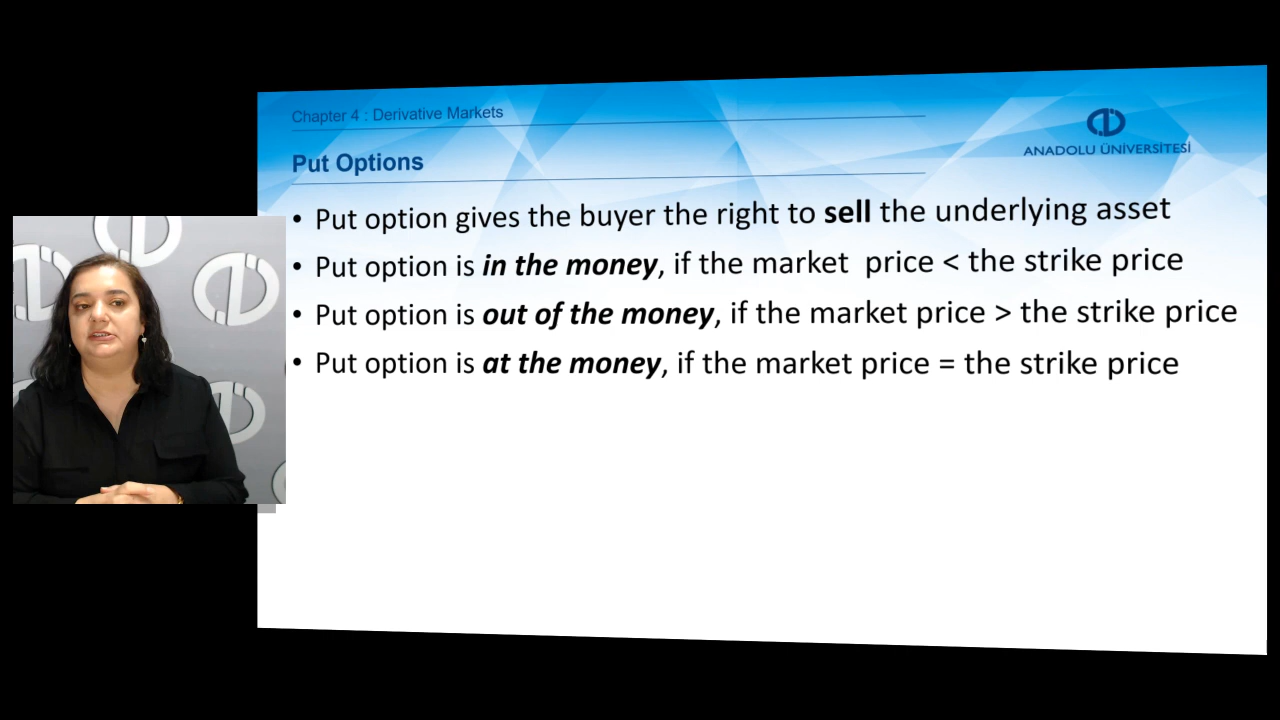 Chapter 4 : Derivative Markets
ANADOLU ÜNİVERSİTESİ
Put Options
• Put option gives the buyer the right to sell the underlying asset
• Put option is in the money, if the market price < the strike price
• Put option is out of the money, if the market price > the strike price
• Put option is at the money, if the market price = the strike price